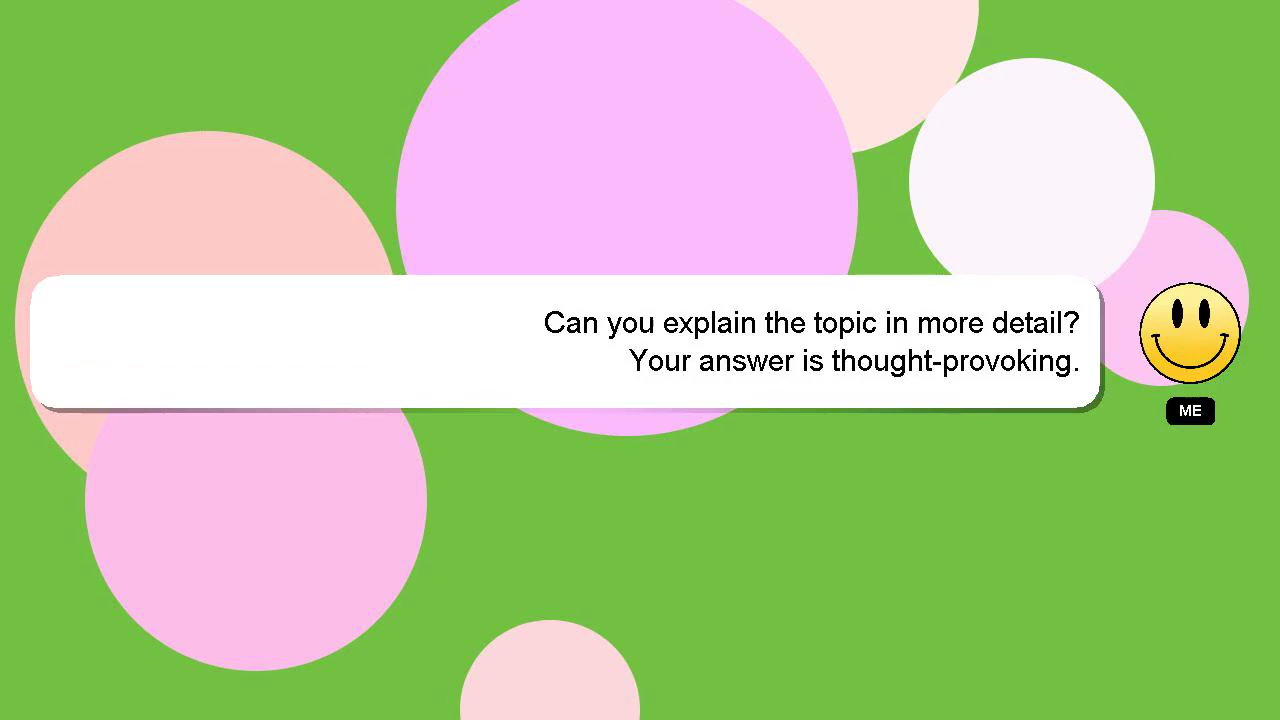 Can you explain the topic in more detail?
Your answer is thought-provoking.
ME